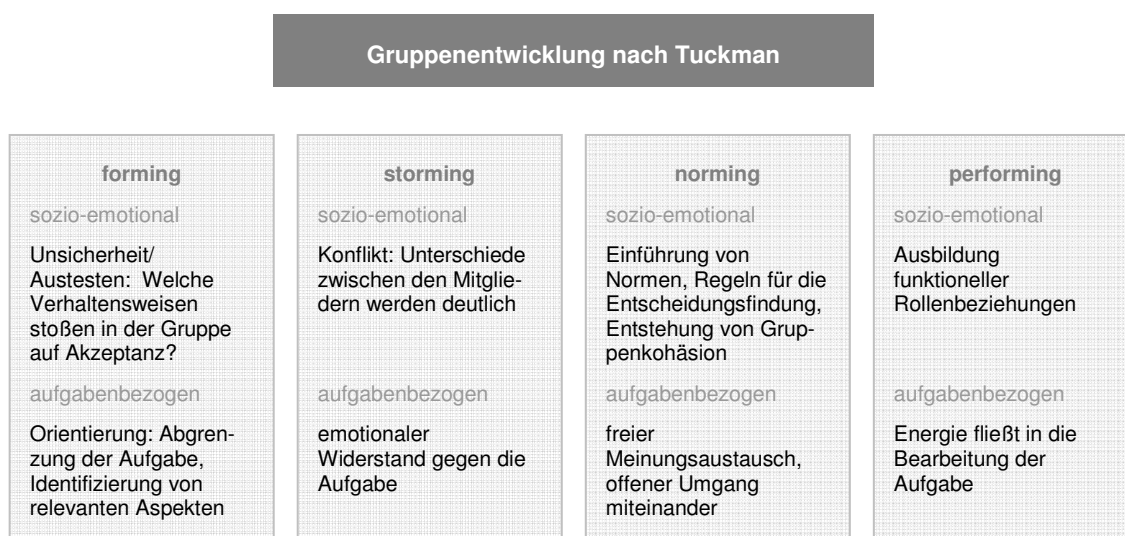 Gruppenentwicklung nach Tuckman
forming
sozio-emotional
Unsicherheit/
Austesten:  Welche
Verhaltensweisen
stoßen in der Gruppe
auf Akzeptanz?
aufgabenbezogen
Orientierung: Abgren-
zung der Aufgabe,
Identifizierung von
relevanten Aspekten
storming
sozio-emotional
Konflikt: Unterschiede
zwischen den Mitglie-
dern werden deutlich
aufgabenbezogen
emotionaler
Widerstand gegen die
Aufgabe
norming
sozio-emotional
Einführung von
Normen, Regeln für die
Entscheidungsfindung,
Entstehung von Grup-
penkohäsion
aufgabenbezogen
freier
Meinungsaustausch,
offener Umgang
miteinander
performing
sozio-emotional
Ausbildung
funktioneller
Rollenbeziehungen
aufgabenbezogen
Energie fließt in die
Bearbeitung der
Aufgabe